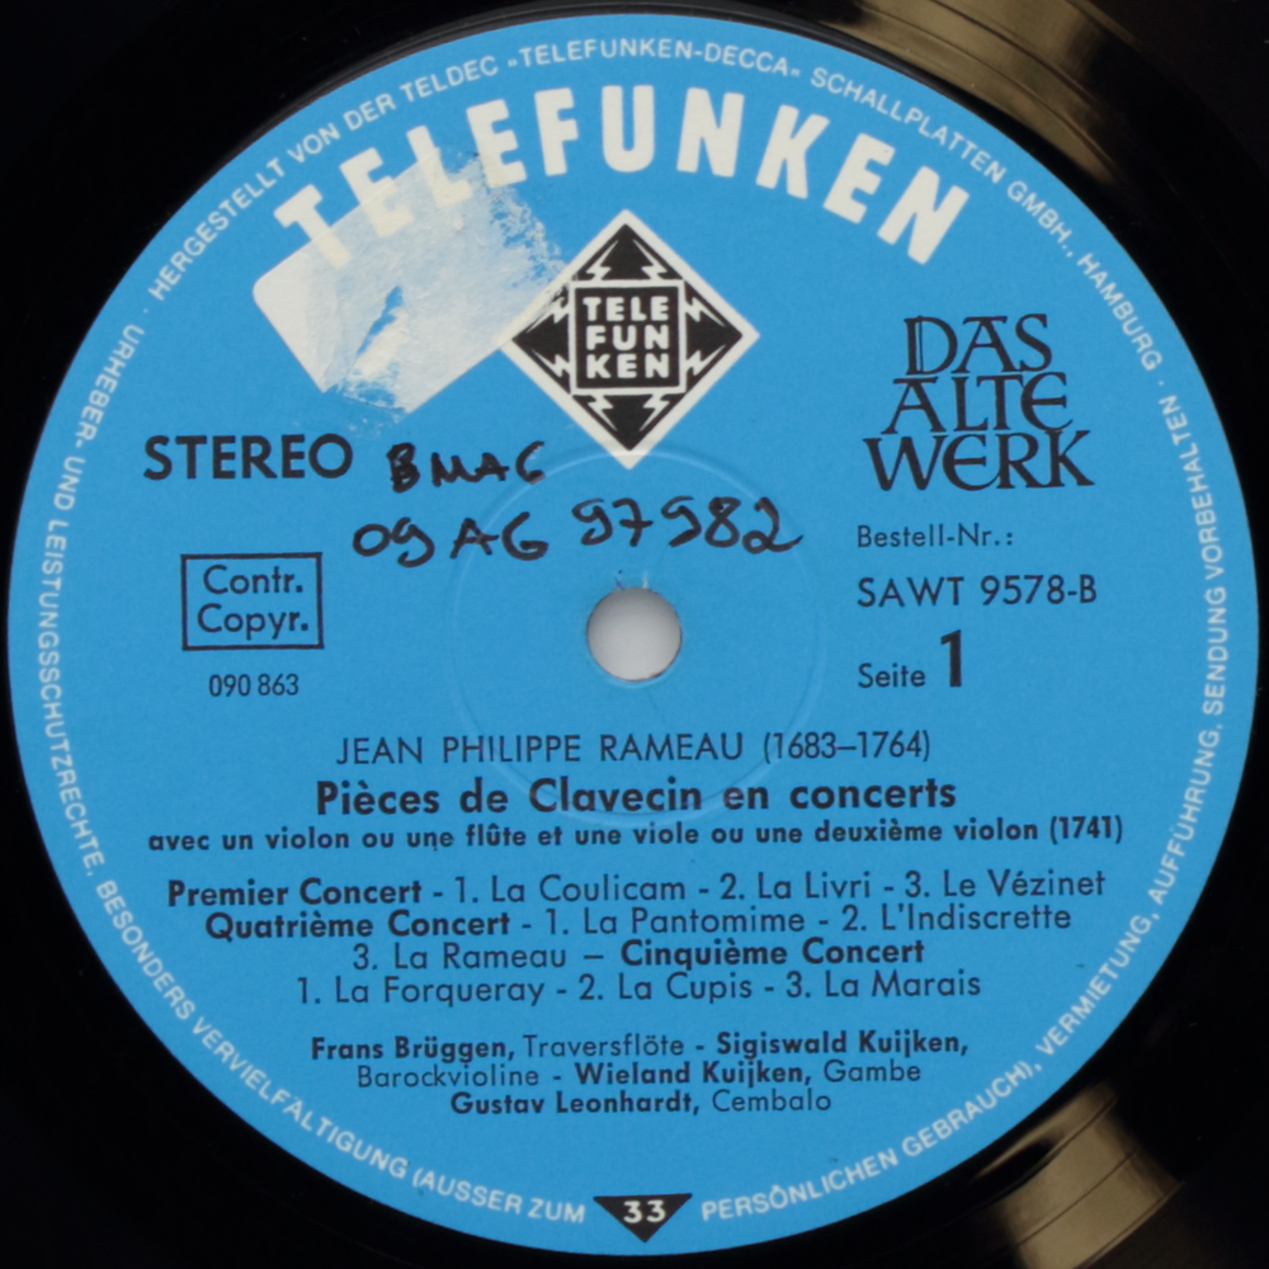 HERGESTELLT VON DER TELDEC »TELEFUNKEN-DECCA« SCHALLPLATTEN GMBH., HAMBURG · URHEBER- UND LEISTUNGSSCHUTZRECHTE, BESONDERS VERVIELFÄLTIGUNG (AUSSER ZUM PERSÖNLICHEN GEBRAUCH), VERMIETUNG, AUFFÜHRUNG, SENDUNG VORBEHALTEN ·
TELEFUNKEN
TELE
FUN
KEN
DAS
ALTE
WERK
STEREO
BMAG
09 AG 97982
Bestell-Nr.:
SAWT 9578-B
Contr.
Copyr.
090 863
Seite 1
JEAN PHILIPPE RAMEAU (1683–1764)
Pièces de Clavecin en concerts
avec un violon ou une flûte et une viole ou une deuxième violon (1741)
Premier Concert - 1. La Coulicam - 2. La Livri - 3. Le Vézinet
Quatrième Concert - 1. La Pantomime - 2. L'Indiscrette
3. La Rameau – Cinquième Concert
1. La Forqueray - 2. La Cupis - 3. La Marais
Frans Brüggen, Traversflöte - Sigiswald Kuijken,
Barockvioline - Wieland Kuijken, Gambe
Gustav Leonhardt, Cembalo
33